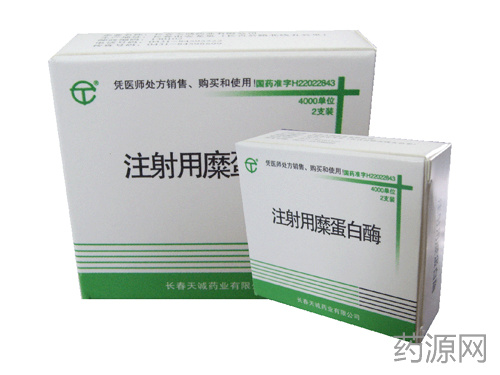 凭医师处方销售、购买和使用!
国药准字H22022843
4000单位
2支装
注射用糜蛋
长春天诚药业有限
凭医师处方销售、购买和使用!
国药准字H22022843
4000单位
2支装
注射用糜蛋白酶
长春天诚药业有限公司
药源网